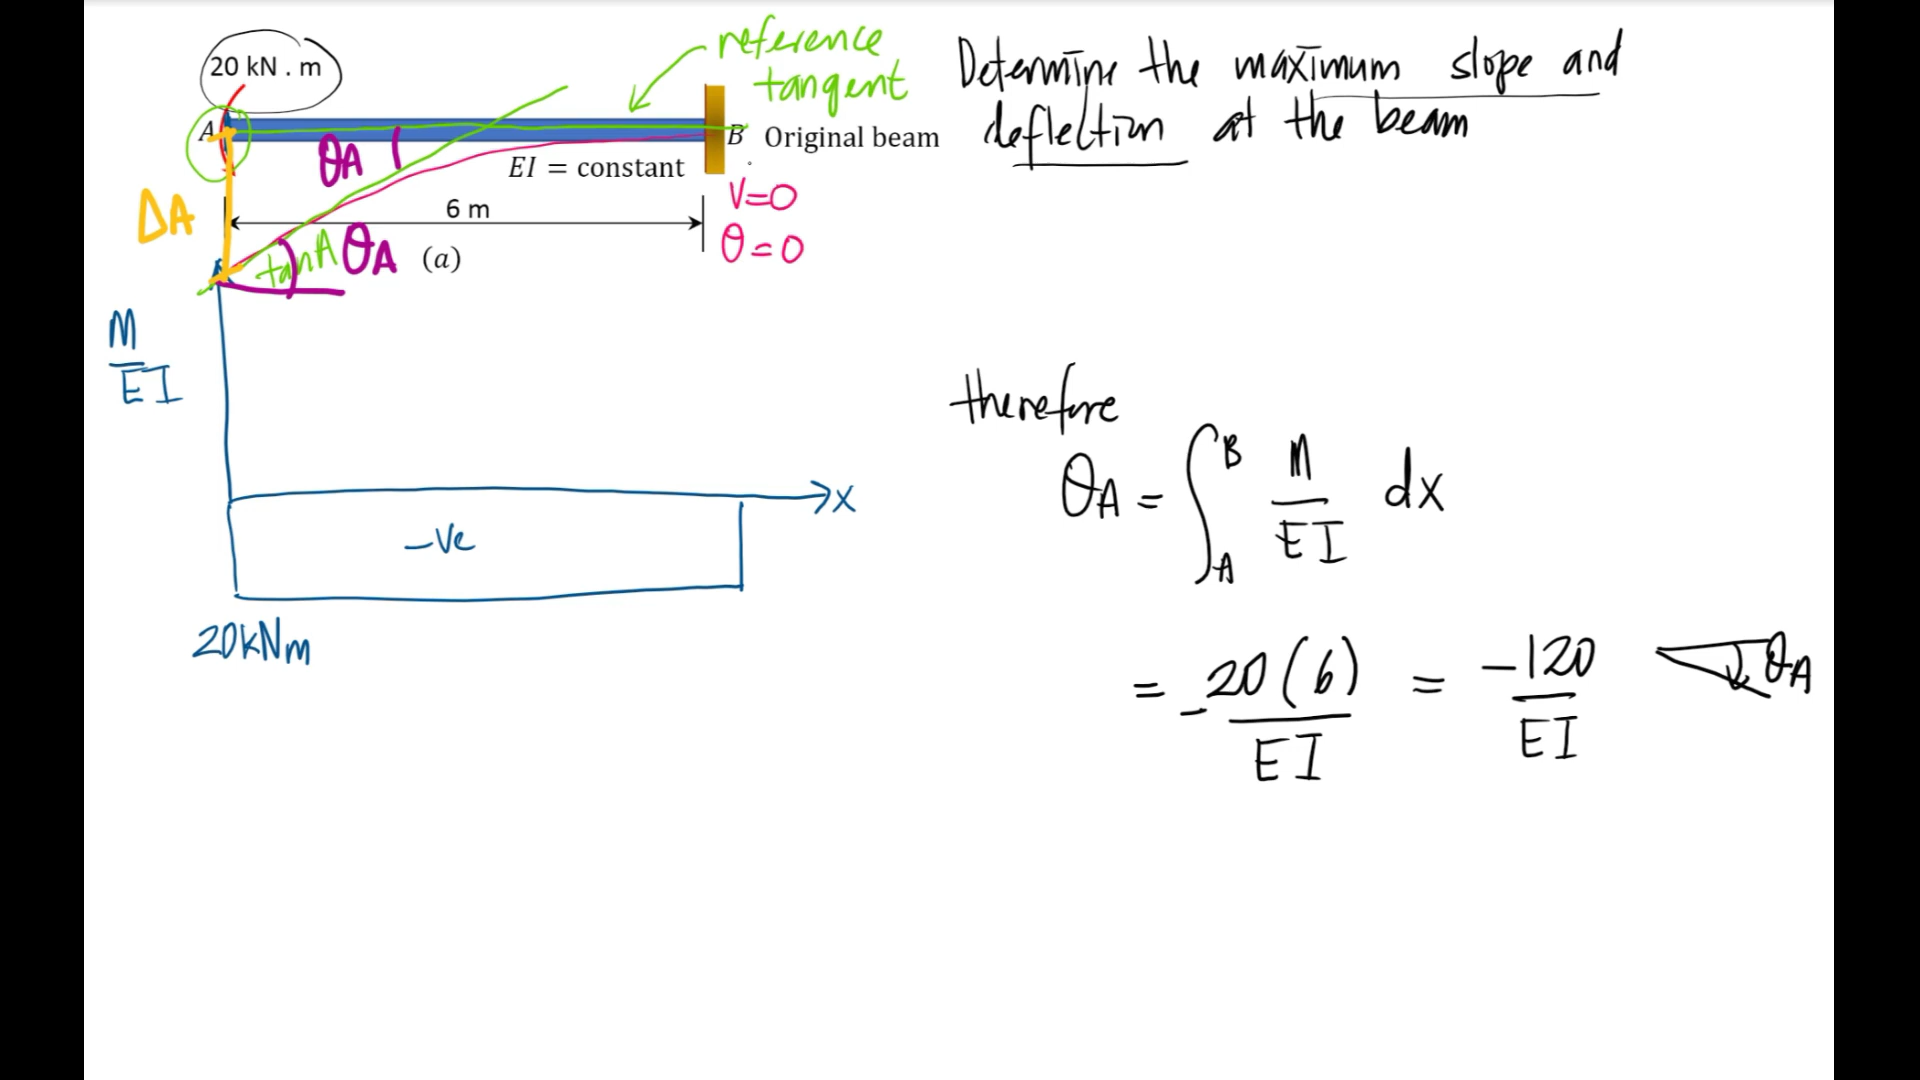 20 kN . m
reference
tangent
Determine the maximum slope and
deflection at the beam
A
B Original beam
θA
EI = constant
ΔA
6 m
V=0
θ=0
tanA θA (a)
M
EI
x
-ve
20kNm
therefore
θA = ∫ B A M/EI dx
= -20(6)/EI = -120/EI θA